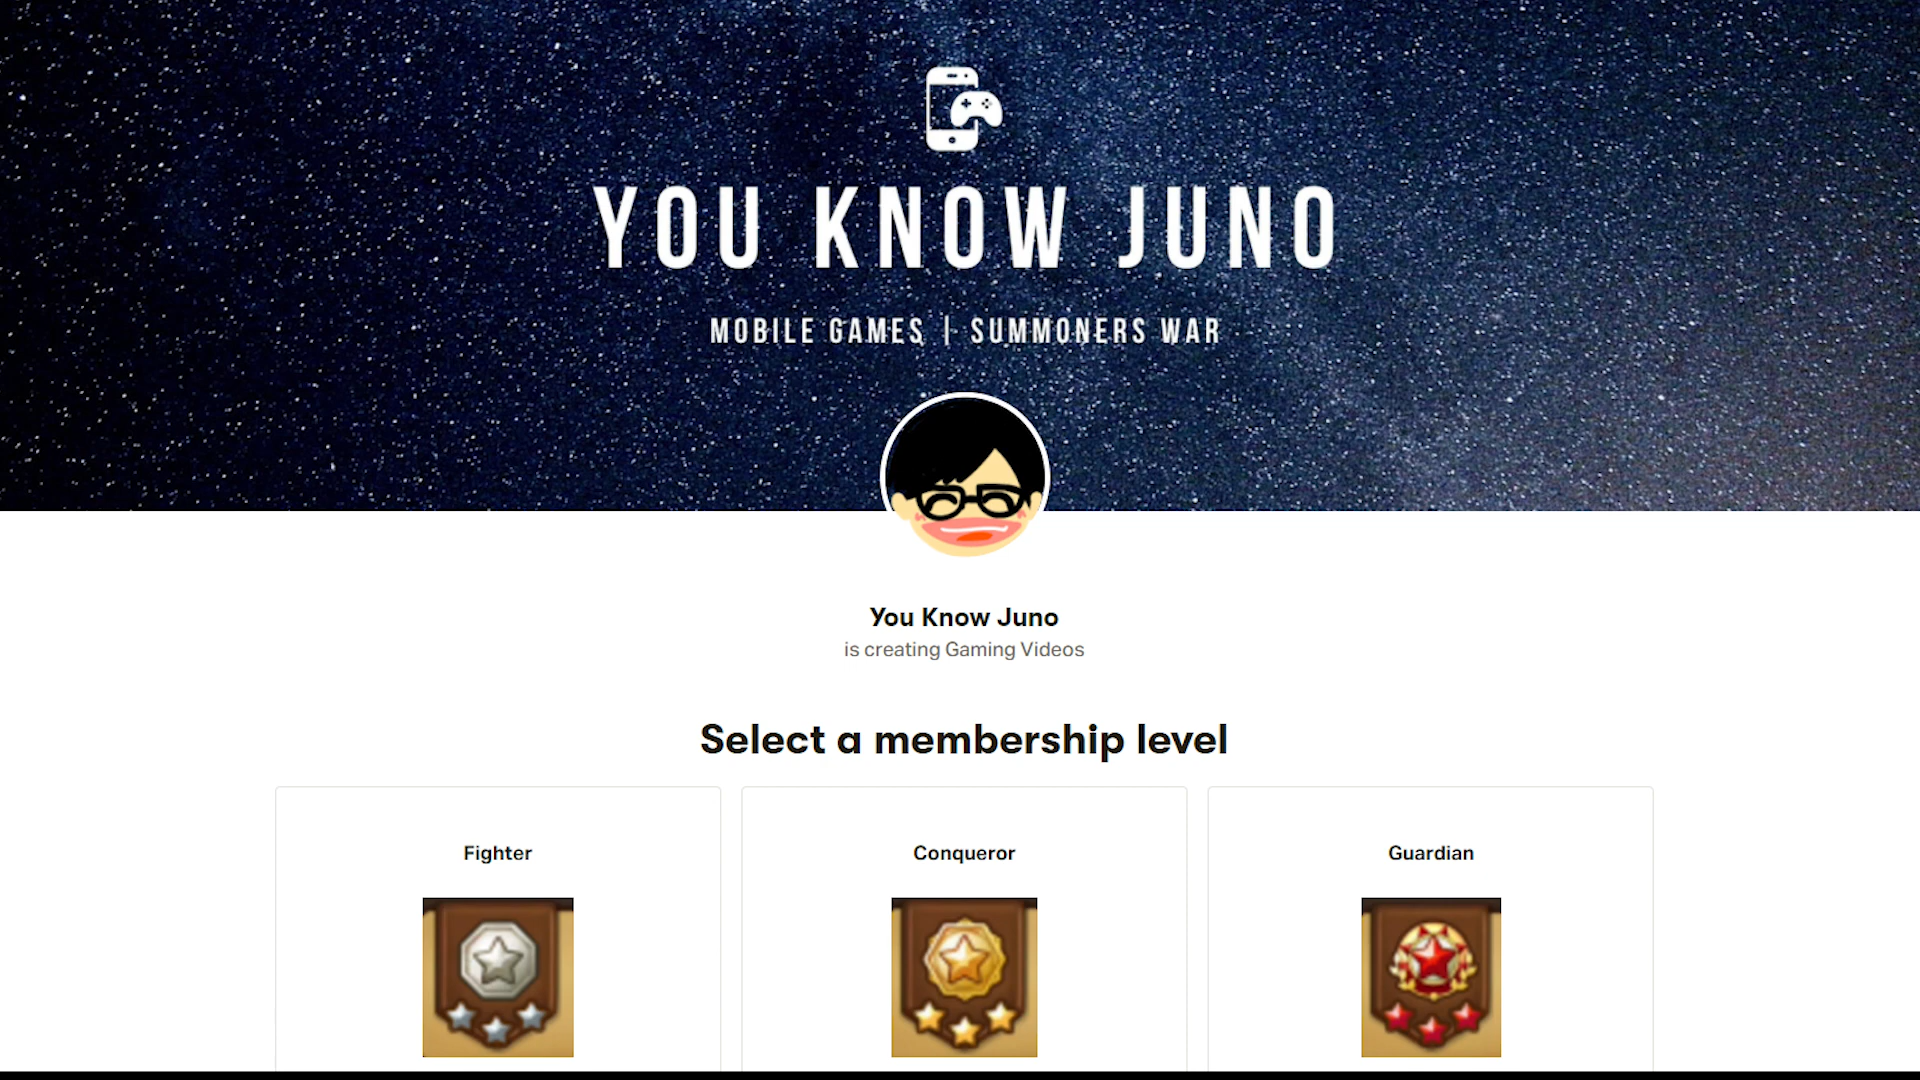 YOU KNOW JUNO
MOBILE GAMES | SUMMONERS WAR
You Know Juno
is creating Gaming Videos
Select a membership level
Fighter
Conqueror
Guardian